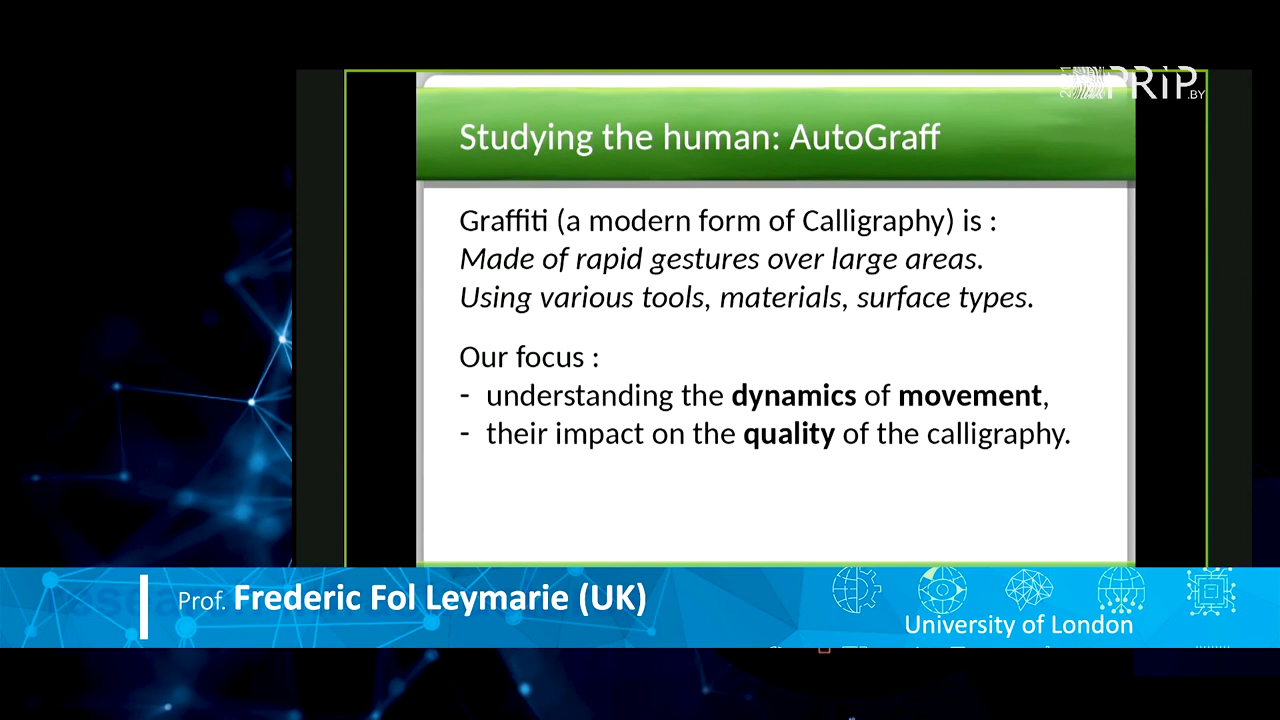 PRIP.BY
Studying the human: AutoGraff
Graffiti (a modern form of Calligraphy) is :
Made of rapid gestures over large areas.
Using various tools, materials, surface types.
Our focus :
- understanding the dynamics of movement,
- their impact on the quality of the calligraphy.
Prof. Frederic Fol Leymarie (UK)
University of London